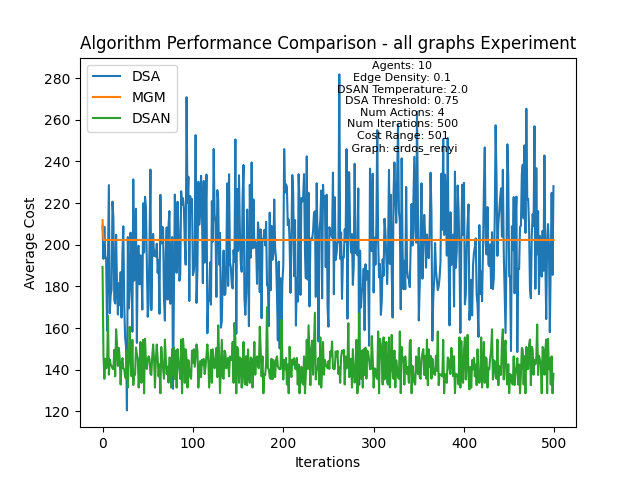 Algorithm Performance Comparison - all graphs Experiment
DSA
MGM
DSAN
Agents: 10
Edge Density: 0.1
DSAN Temperature: 2.0
DSA Threshold: 0.75
Num Actions: 4
Num Iterations: 500
Cost Range: 501
Graph: erdos_renyi
Average Cost
280
260
240
220
200
180
160
140
120
0
100
200
300
400
500
Iterations